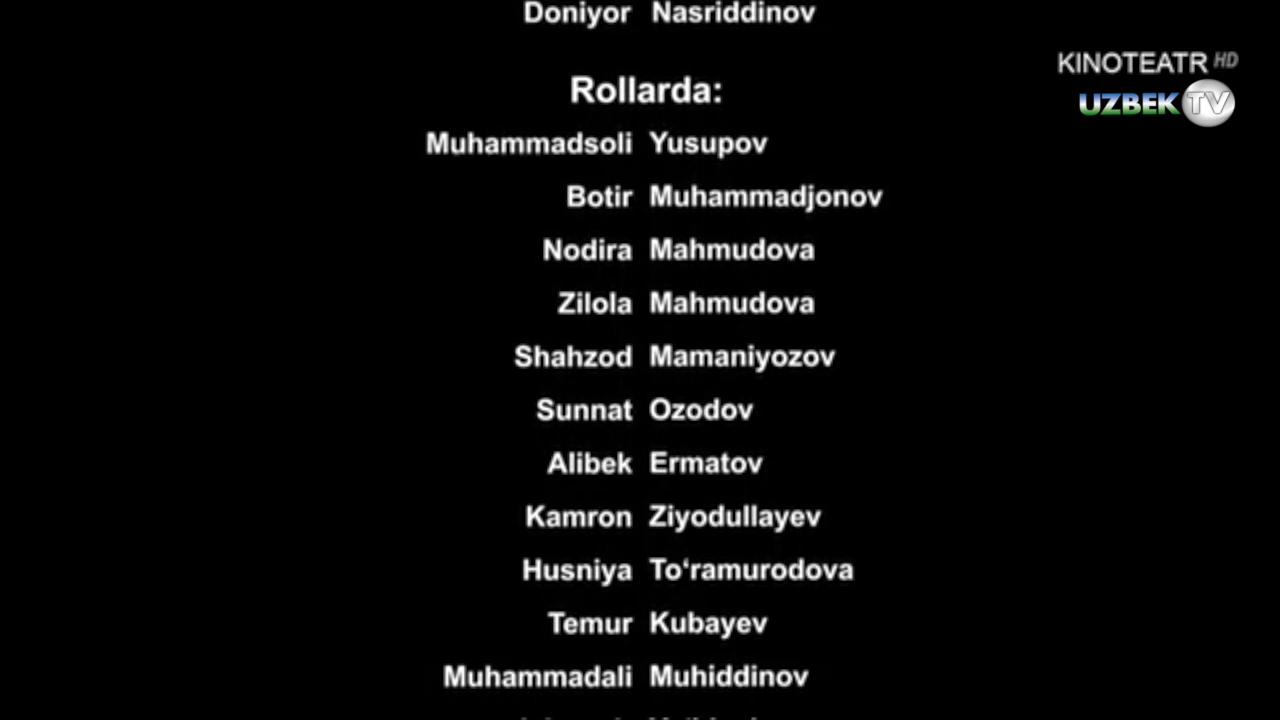 Doniyor Nasriddinov
KINOTEATR HD
UZBEK TV
Rollarda:
Muhammadsoli Yusupov
Botir Muhammadjonov
Nodira Mahmudova
Zilola Mahmudova
Shahzod Mamaniyozov
Sunnat Ozodov
Alibek Ermatov
Kamron Ziyodullayev
Husniya To‘ramurodova
Temur Kubayev
Muhammadali Muhiddinov